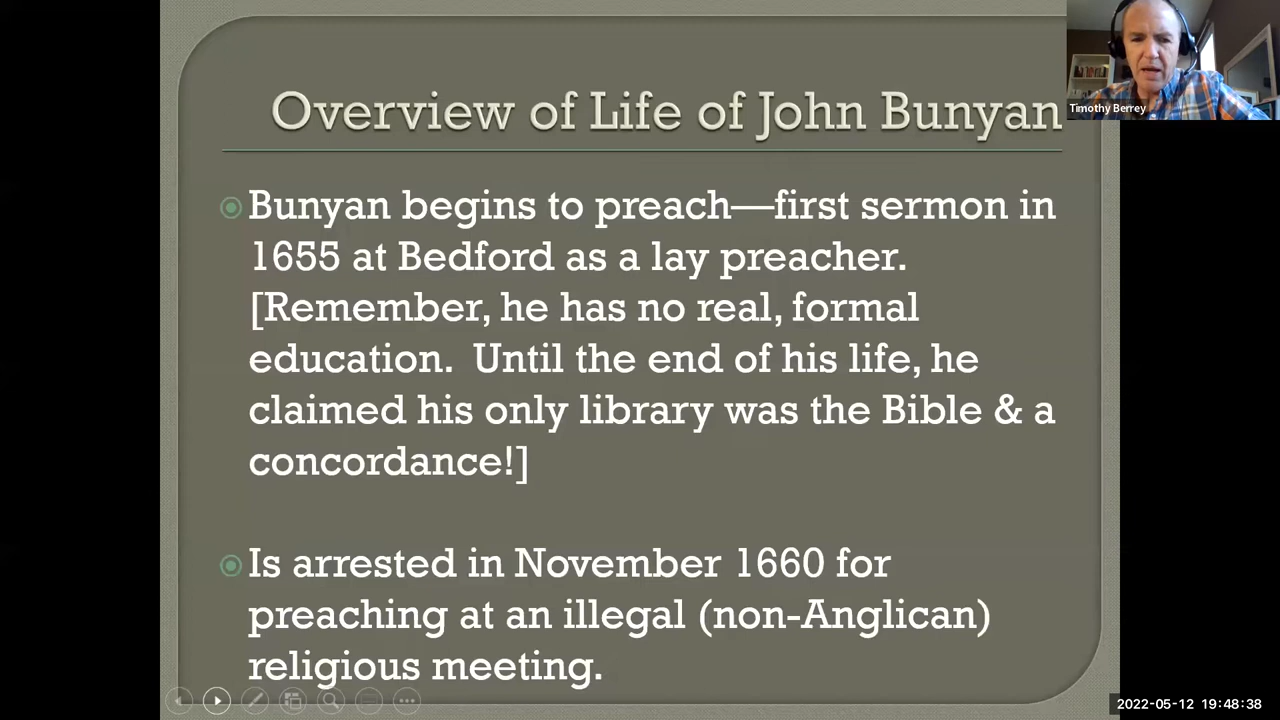 Overview of Life of John Bunyan
Timothy Berrey
Bunyan begins to preach—first sermon in
1655 at Bedford as a lay preacher.
[Remember, he has no real, formal
education.  Until the end of his life, he
claimed his only library was the Bible & a
concordance!]
Is arrested in November 1660 for
preaching at an illegal (non-Anglican)
religious meeting.
2022-05-12 19:48:38